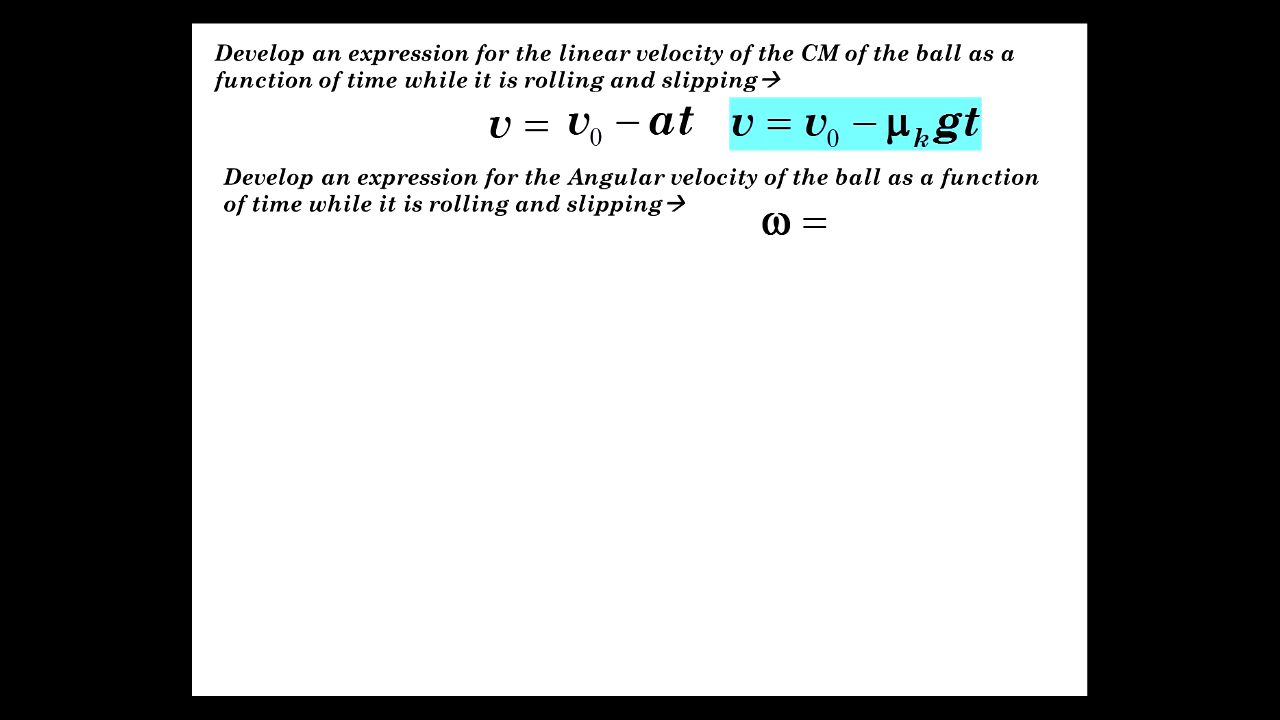 Develop an expression for the linear velocity of the CM of the ball as a
function of time while it is rolling and slipping→
v = v₀ − at v = v₀ − μₖgt
Develop an expression for the Angular velocity of the ball as a function
of time while it is rolling and slipping→
ω =